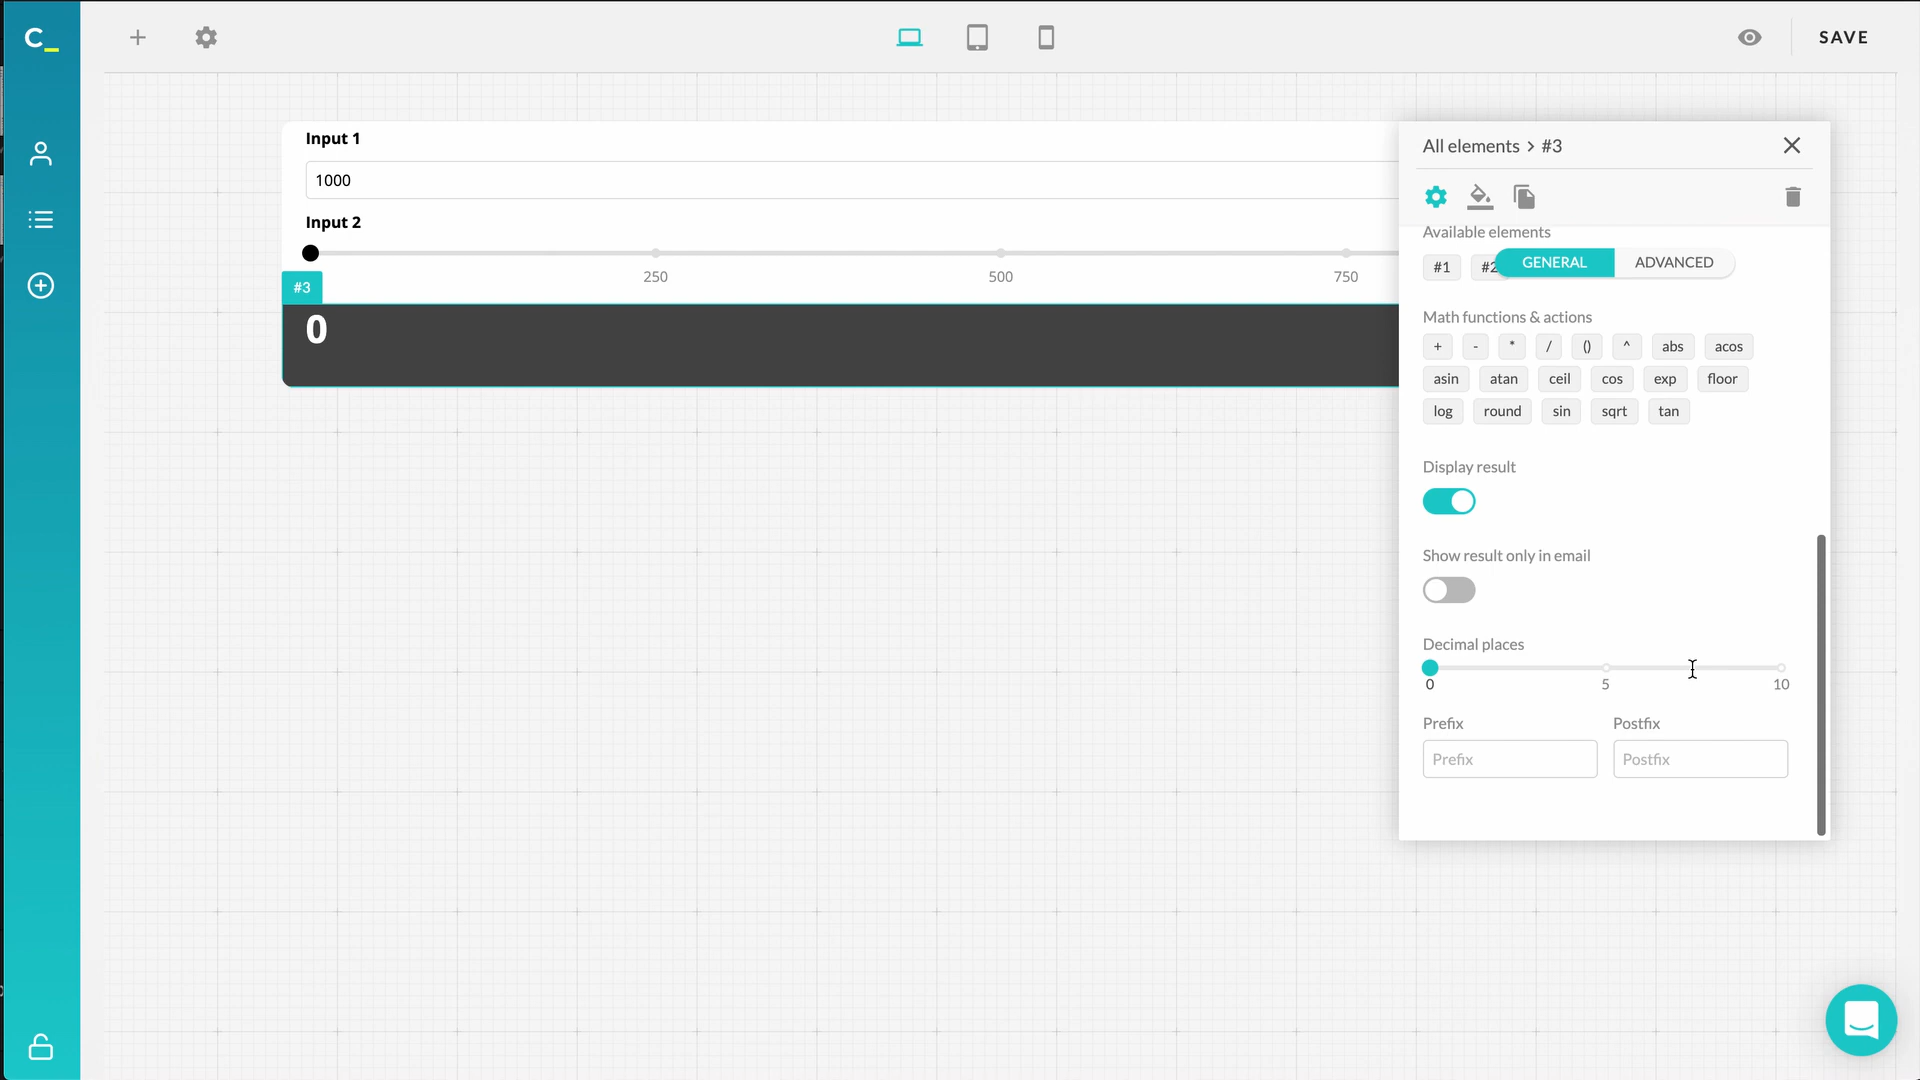 C_
SAVE
Input 1
1000
Input 2
250 500 750
#3
0
All elements > #3
Available elements
#1 #2
GENERAL ADVANCED
Math functions & actions
+ - * / () ^ abs acos
asin atan ceil cos exp floor
log round sin sqrt tan
Display result
Show result only in email
Decimal places
0 5 10
Prefix Postfix
Prefix Postfix